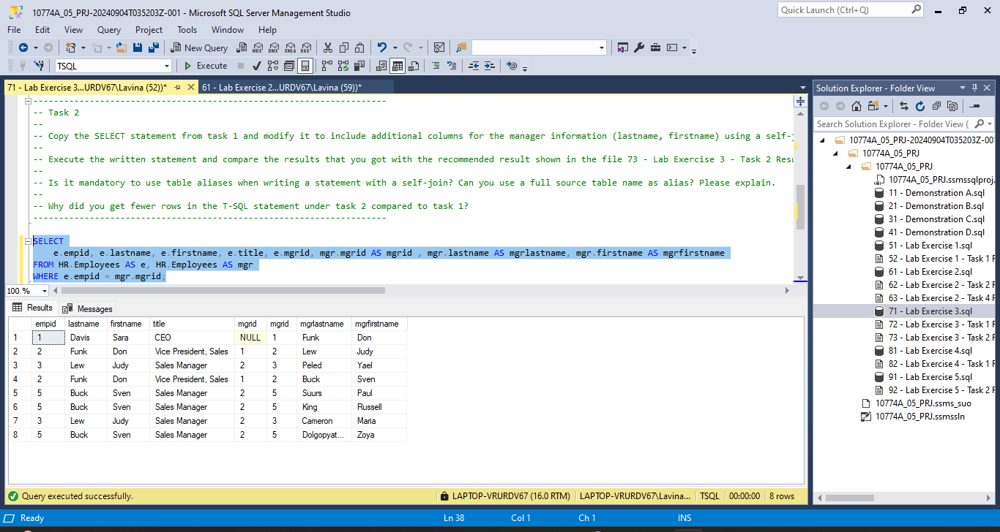 10774A_05_PRJ-20240904T035203Z-001 - Microsoft SQL Server Management Studio
Quick Launch (Ctrl+Q)
File Edit View Query Project Tools Window Help
New Query MDX DMX XMLA DAX
TSQL Execute
71 - Lab Exercise 3...URDV67\Lavina (52))* 61 - Lab Exercise 2...URDV67\Lavina (59))*
-----------------------------------------------------------------
-- Task 2
--
-- Copy the SELECT statement from task 1 and modify it to include additional columns for the manager information (lastname, firstname) using a self-j
--
-- Execute the written statement and compare the results that you got with the recommended result shown in the file 73 - Lab Exercise 3 - Task 2 Resu
--
-- Is it mandatory to use table aliases when writing a statement with a self-join? Can you use a full source table name as alias? Please explain.
--
-- Why did you get fewer rows in the T-SQL statement under task 2 compared to task 1?
-----------------------------------------------------------------
SELECT
e.empid, e.lastname, e.firstname, e.title, e.mgrid, mgr.mgrid AS mgrid , mgr.lastname AS mgrlastname, mgr.firstname AS mgrfirstname
FROM HR.Employees AS e, HR.Employees AS mgr
WHERE e.empid = mgr.mgrid;
100 %
Results Messages
empid lastname firstname title mgrid mgrid mgrlastname mgrfirstname
1 1 Davis Sara CEO NULL 1 Funk Don
2 2 Funk Don Vice President, Sales 1 2 Lew Judy
3 3 Lew Judy Sales Manager 2 3 Peled Yael
4 2 Funk Don Vice President, Sales 1 2 Buck Sven
5 5 Buck Sven Sales Manager 2 5 Suurs Paul
6 5 Buck Sven Sales Manager 2 5 King Russell
7 3 Lew Judy Sales Manager 2 3 Cameron Maria
8 5 Buck Sven Sales Manager 2 5 Dolgopyat... Zoya
Query executed successfully. LAPTOP-VRURDV67 (16.0 RTM) LAPTOP-VRURDV67\Lavina... TSQL 00:00:00 8 rows
Solution Explorer - Folder View
Search Solution Explorer - Folder View (
10774A_05_PRJ-20240904T035203Z-00
10774A_05_PRJ
10774A_05_PRJ
10774A_05_PRJ.ssmssqlproj.
11 - Demonstration A.sql
21 - Demonstration B.sql
31 - Demonstration C.sql
41 - Demonstration D.sql
51 - Lab Exercise 1.sql
52 - Lab Exercise 1 - Task 1 F
61 - Lab Exercise 2.sql
62 - Lab Exercise 2 - Task 2 F
63 - Lab Exercise 2 - Task 4 F
71 - Lab Exercise 3.sql
72 - Lab Exercise 3 - Task 1 F
73 - Lab Exercise 3 - Task 2 F
81 - Lab Exercise 4.sql
82 - Lab Exercise 4 - Task 1 F
91 - Lab Exercise 5.sql
92 - Lab Exercise 5 - Task 2 F
10774A_05_PRJ.ssms_suo
10774A_05_PRJ.ssmssln
Ready Ln 38 Col 1 Ch 1 INS